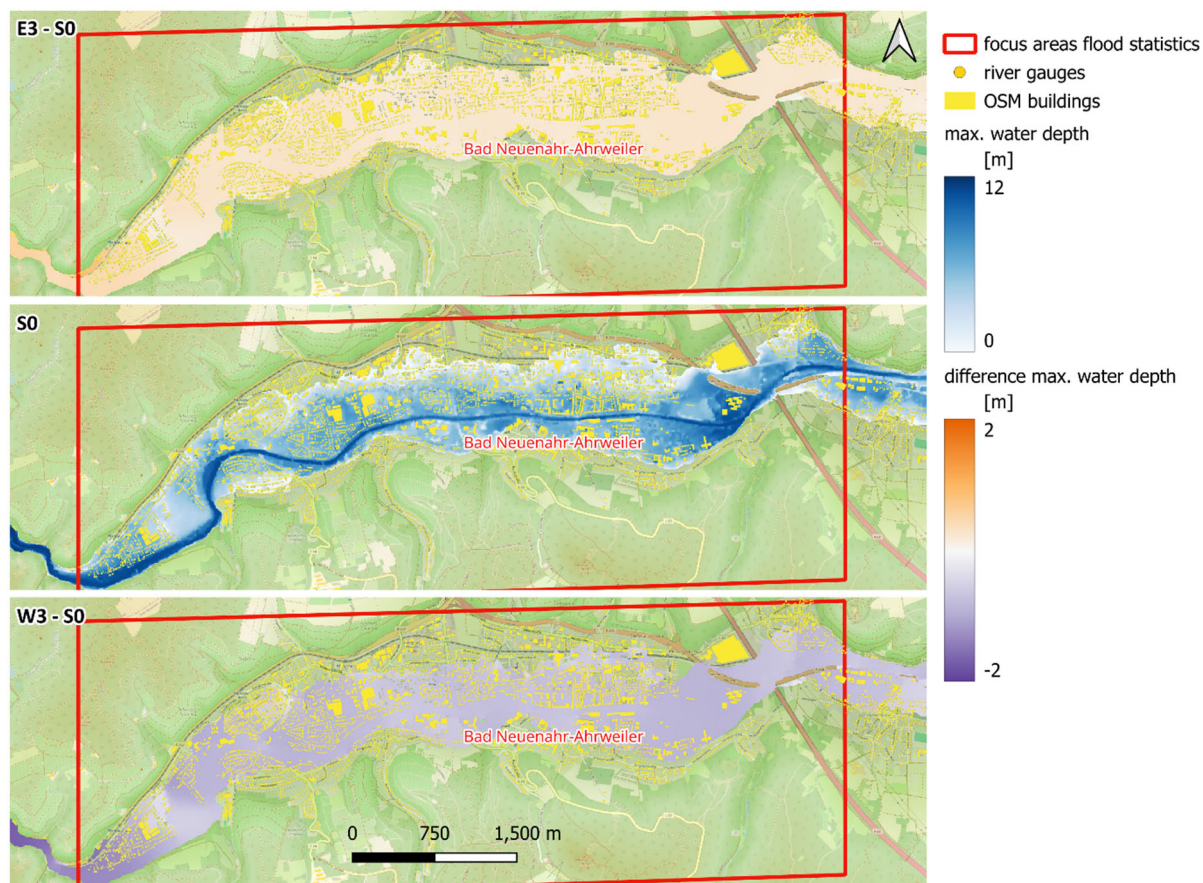 E3 - S0
Bad Neuenahr-Ahrweiler
S0
Bad Neuenahr-Ahrweiler
W3 - S0
Bad Neuenahr-Ahrweiler
0 750 1,500 m
focus areas flood statistics
river gauges
OSM buildings
max. water depth
[m]
12
0
difference max. water depth
[m]
2
-2